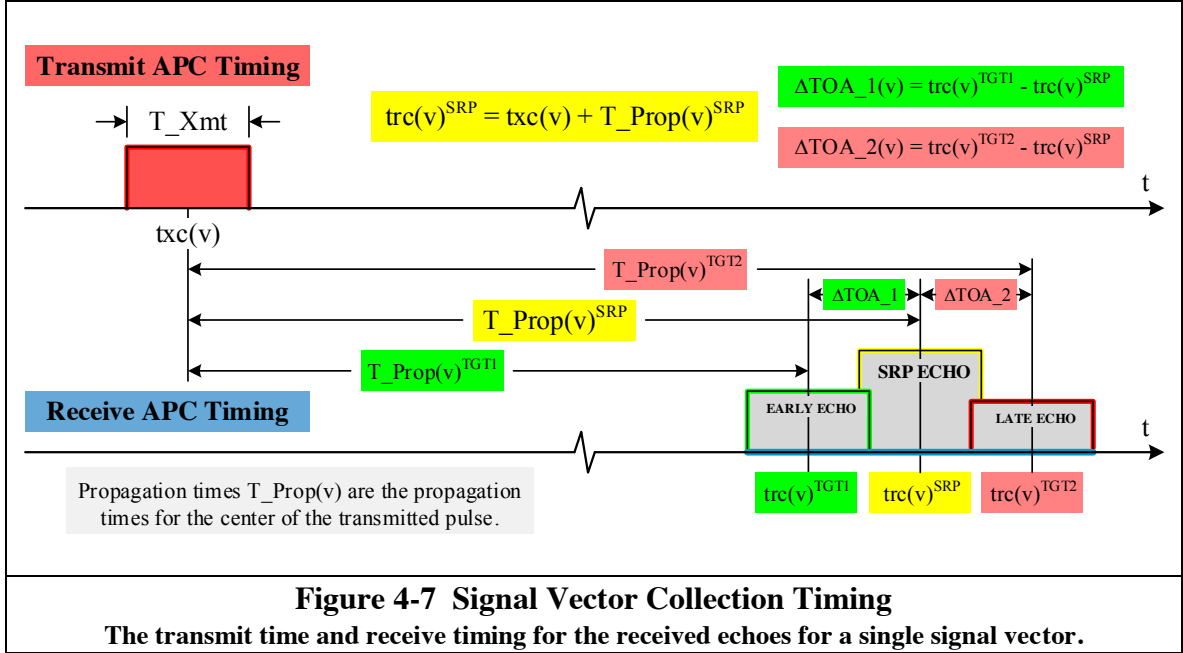 Transmit APC Timing
T_Xmt
trc(v)^SRP = txc(v) + T_Prop(v)^SRP
ΔTOA_1(v) = trc(v)^TGT1 - trc(v)^SRP
ΔTOA_2(v) = trc(v)^TGT2 - trc(v)^SRP
t
txc(v)
T_Prop(v)^TGT2
ΔTOA_1
ΔTOA_2
T_Prop(v)^SRP
T_Prop(v)^TGT1
SRP ECHO
Receive APC Timing
EARLY ECHO
LATE ECHO
t
trc(v)^TGT1
trc(v)^SRP
trc(v)^TGT2
Propagation times T_Prop(v) are the propagation
times for the center of the transmitted pulse.
Figure 4-7 Signal Vector Collection Timing
The transmit time and receive timing for the received echoes for a single signal vector.